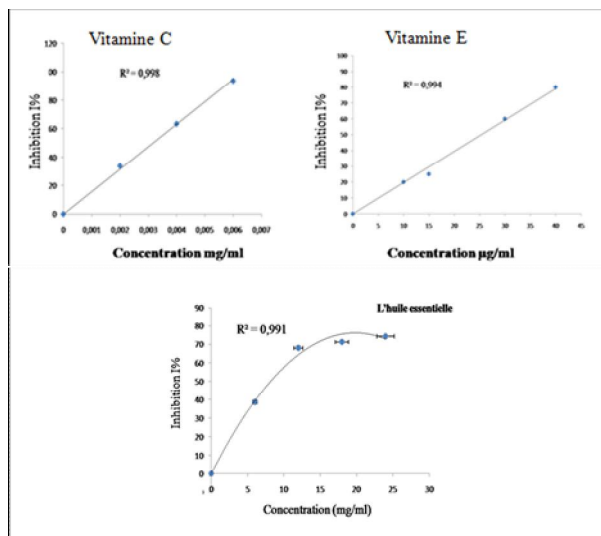 Vitamine C
R² = 0,998
Inhibition I%
20
00
80
60
40
20
0
0 0,001 0,002 0,003 0,004 0,005 0,006 0,007
Concentration mg/ml
Vitamine E
R² = 0,994
Inhibition I%
100
90
80
70
60
50
40
30
20
10
0
0 5 10 15 20 25 30 35 40 45
Concentration µg/ml
L'huile essentielle
R² = 0,991
Inhibition I%
90
80
70
60
50
40
30
20
10
0
0 5 10 15 20 25 30
Concentration (mg/ml)